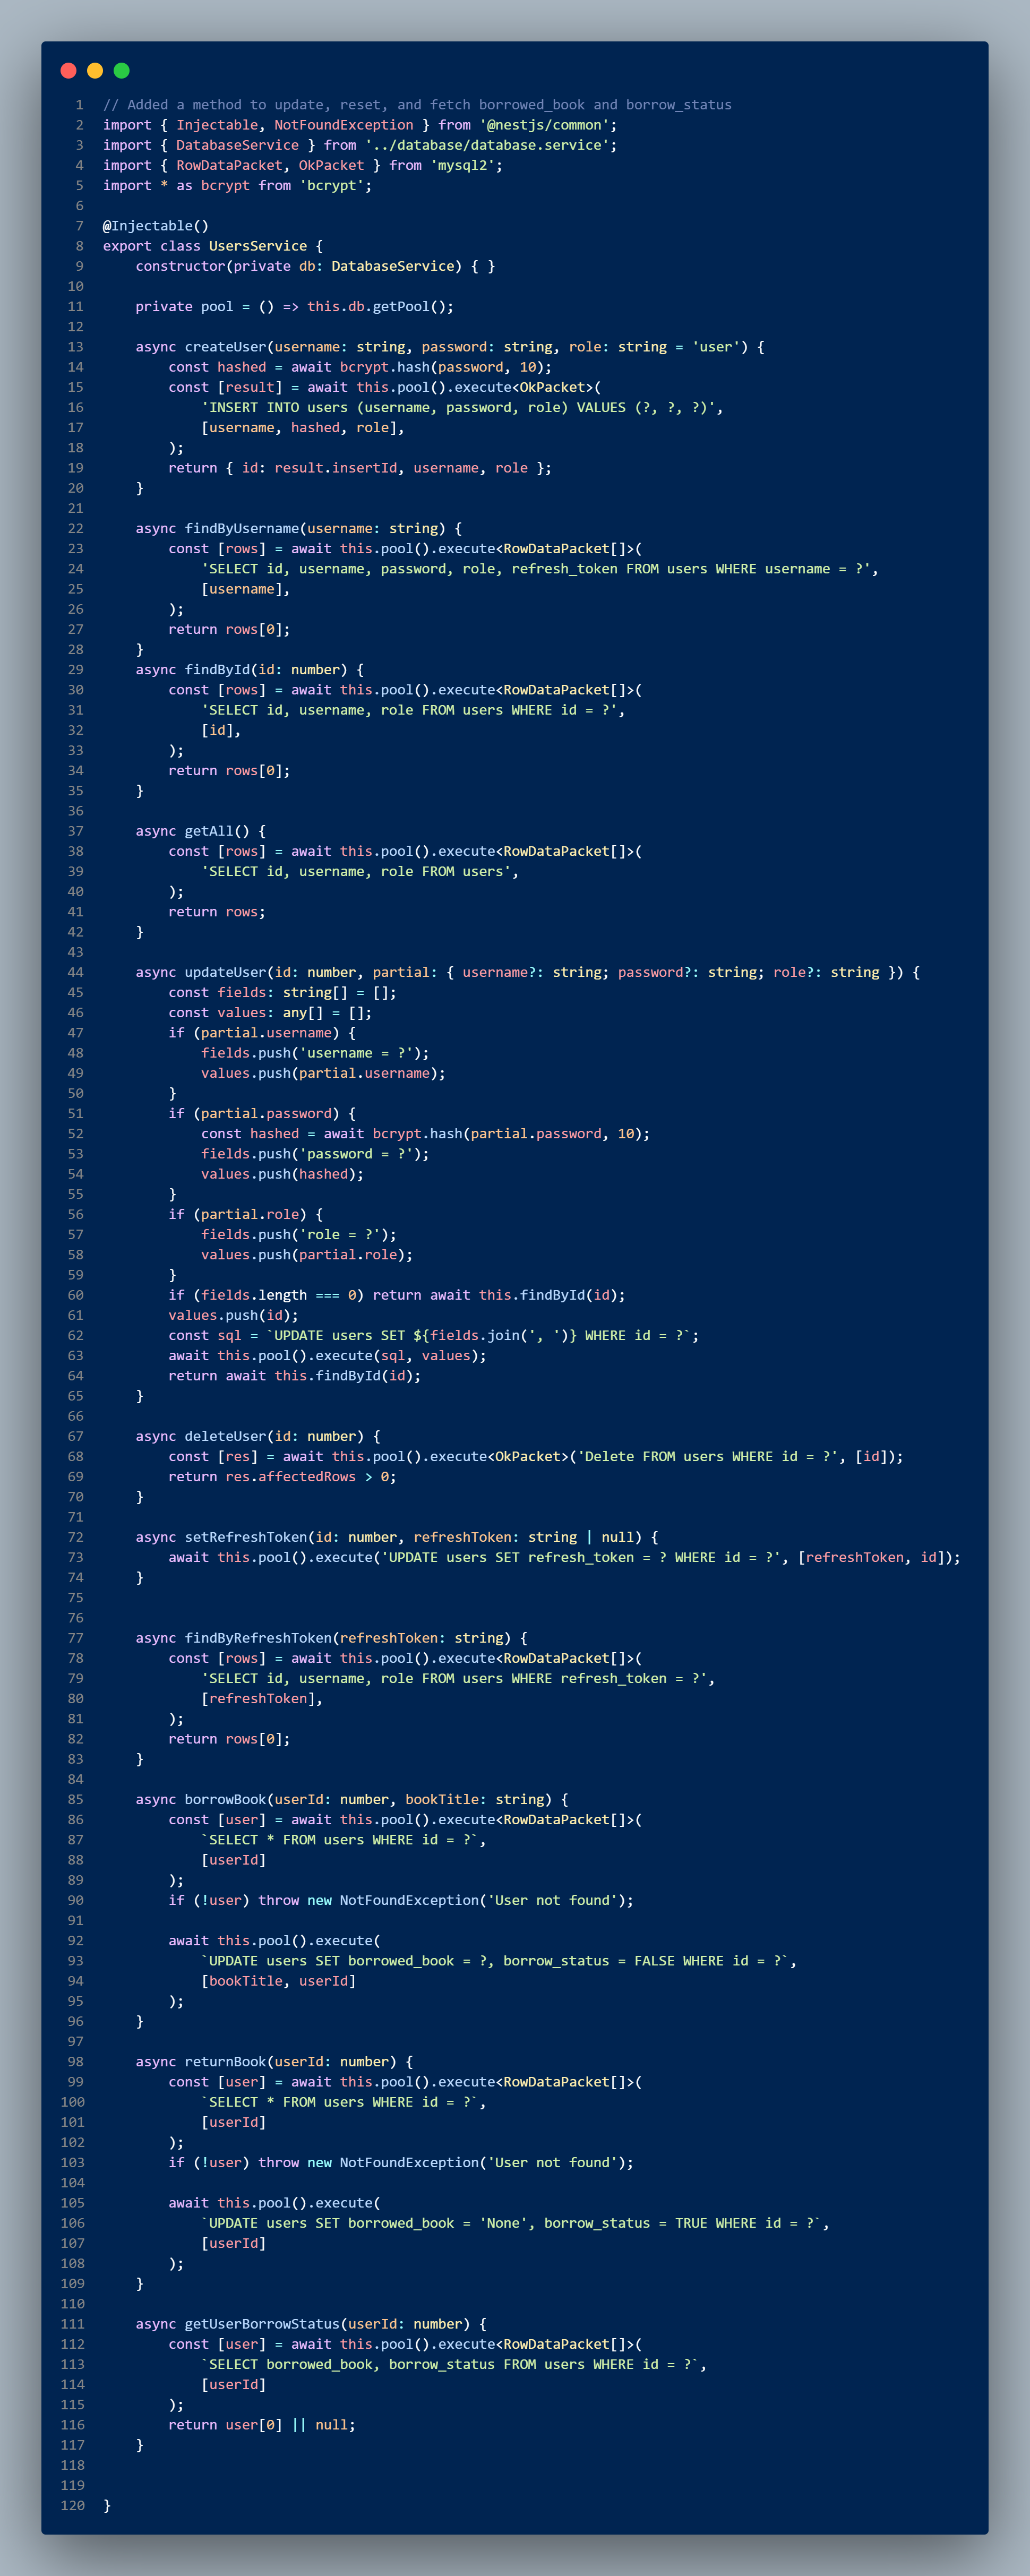 1 // Added a method to update, reset, and fetch borrowed_book and borrow_status
2 import { Injectable, NotFoundException } from '@nestjs/common';
3 import { DatabaseService } from '../database/database.service';
4 import { RowDataPacket, OkPacket } from 'mysql2';
5 import * as bcrypt from 'bcrypt';
6
7 @Injectable()
8 export class UsersService {
9     constructor(private db: DatabaseService) { }
10
11     private pool = () => this.db.getPool();
12
13     async createUser(username: string, password: string, role: string = 'user') {
14         const hashed = await bcrypt.hash(password, 10);
15         const [result] = await this.pool().execute<OkPacket>(
16             'INSERT INTO users (username, password, role) VALUES (?, ?, ?)',
17             [username, hashed, role],
18         );
19         return { id: result.insertId, username, role };
20     }
21
22     async findByUsername(username: string) {
23         const [rows] = await this.pool().execute<RowDataPacket[]>(
24             'SELECT id, username, password, role, refresh_token FROM users WHERE username = ?',
25             [username],
26         );
27         return rows[0];
28     }
29     async findById(id: number) {
30         const [rows] = await this.pool().execute<RowDataPacket[]>(
31             'SELECT id, username, role FROM users WHERE id = ?',
32             [id],
33         );
34         return rows[0];
35     }
36
37     async getAll() {
38         const [rows] = await this.pool().execute<RowDataPacket[]>(
39             'SELECT id, username, role FROM users',
40         );
41         return rows;
42     }
43
44     async updateUser(id: number, partial: { username?: string; password?: string; role?: string }) {
45         const fields: string[] = [];
46         const values: any[] = [];
47         if (partial.username) {
48             fields.push('username = ?');
49             values.push(partial.username);
50         }
51         if (partial.password) {
52             const hashed = await bcrypt.hash(partial.password, 10);
53             fields.push('password = ?');
54             values.push(hashed);
55         }
56         if (partial.role) {
57             fields.push('role = ?');
58             values.push(partial.role);
59         }
60         if (fields.length === 0) return await this.findById(id);
61         values.push(id);
62         const sql = `UPDATE users SET ${fields.join(', ')} WHERE id = ?`;
63         await this.pool().execute(sql, values);
64         return await this.findById(id);
65     }
66
67     async deleteUser(id: number) {
68         const [res] = await this.pool().execute<OkPacket>('Delete FROM users WHERE id = ?', [id]);
69         return res.affectedRows > 0;
70     }
71
72     async setRefreshToken(id: number, refreshToken: string | null) {
73         await this.pool().execute('UPDATE users SET refresh_token = ? WHERE id = ?', [refreshToken, id]);
74     }
75
76
77     async findByRefreshToken(refreshToken: string) {
78         const [rows] = await this.pool().execute<RowDataPacket[]>(
79             'SELECT id, username, role FROM users WHERE refresh_token = ?',
80             [refreshToken],
81         );
82         return rows[0];
83     }
84
85     async borrowBook(userId: number, bookTitle: string) {
86         const [user] = await this.pool().execute<RowDataPacket[]>(
87             `SELECT * FROM users WHERE id = ?`,
88             [userId]
89         );
90         if (!user) throw new NotFoundException('User not found');
91
92         await this.pool().execute(
93             `UPDATE users SET borrowed_book = ?, borrow_status = FALSE WHERE id = ?`,
94             [bookTitle, userId]
95         );
96     }
97
98     async returnBook(userId: number) {
99         const [user] = await this.pool().execute<RowDataPacket[]>(
100             `SELECT * FROM users WHERE id = ?`,
101             [userId]
102         );
103         if (!user) throw new NotFoundException('User not found');
104
105         await this.pool().execute(
106             `UPDATE users SET borrowed_book = 'None', borrow_status = TRUE WHERE id = ?`,
107             [userId]
108         );
109     }
110
111     async getUserBorrowStatus(userId: number) {
112         const [user] = await this.pool().execute<RowDataPacket[]>(
113             `SELECT borrowed_book, borrow_status FROM users WHERE id = ?`,
114             [userId]
115         );
116         return user[0] || null;
117     }
118
119
120 }